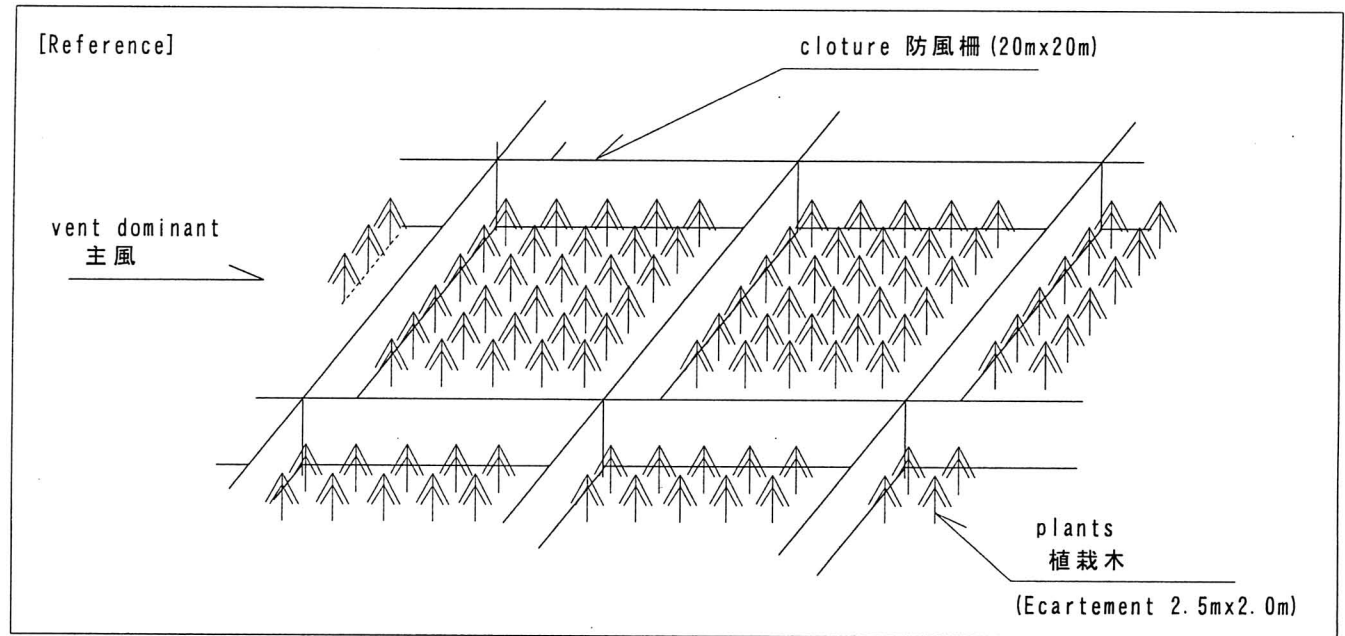 [Reference]
cloture 防風柵 (20mx20m)
vent dominant
主風
plants
植栽木
(Ecartement 2.5mx2.0m)